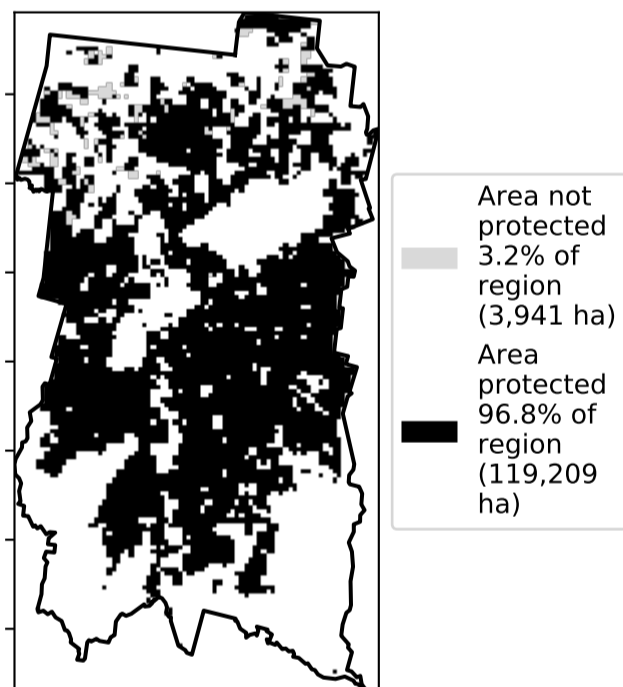 Area not
protected
3.2% of
region
(3,941 ha)
Area
protected
96.8% of
region
(119,209
ha)